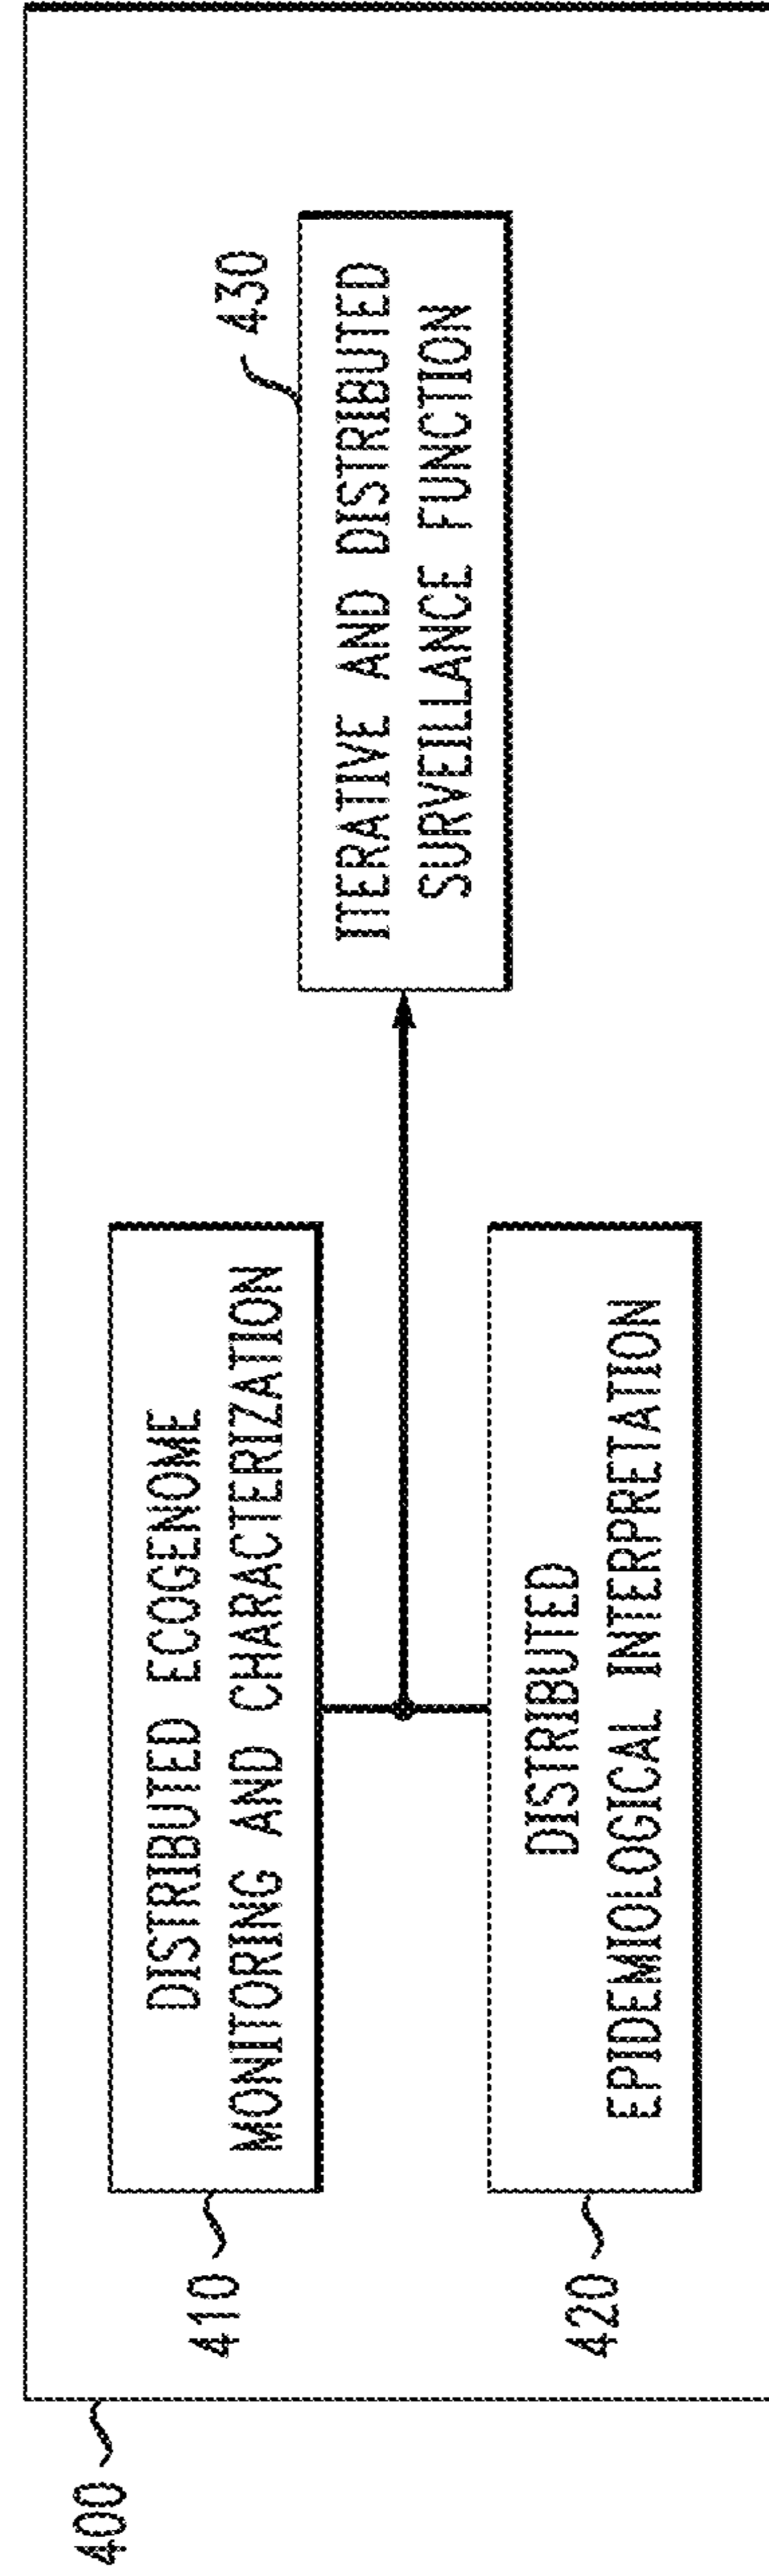 400
410
DISTRIBUTED ECOGENOME
MONITORING AND CHARACTERIZATION
420
DISTRIBUTED
EPIDEMIOLOGICAL INTERPRETATION
430
ITERATIVE AND DISTRIBUTED
SURVEILLANCE FUNCTION